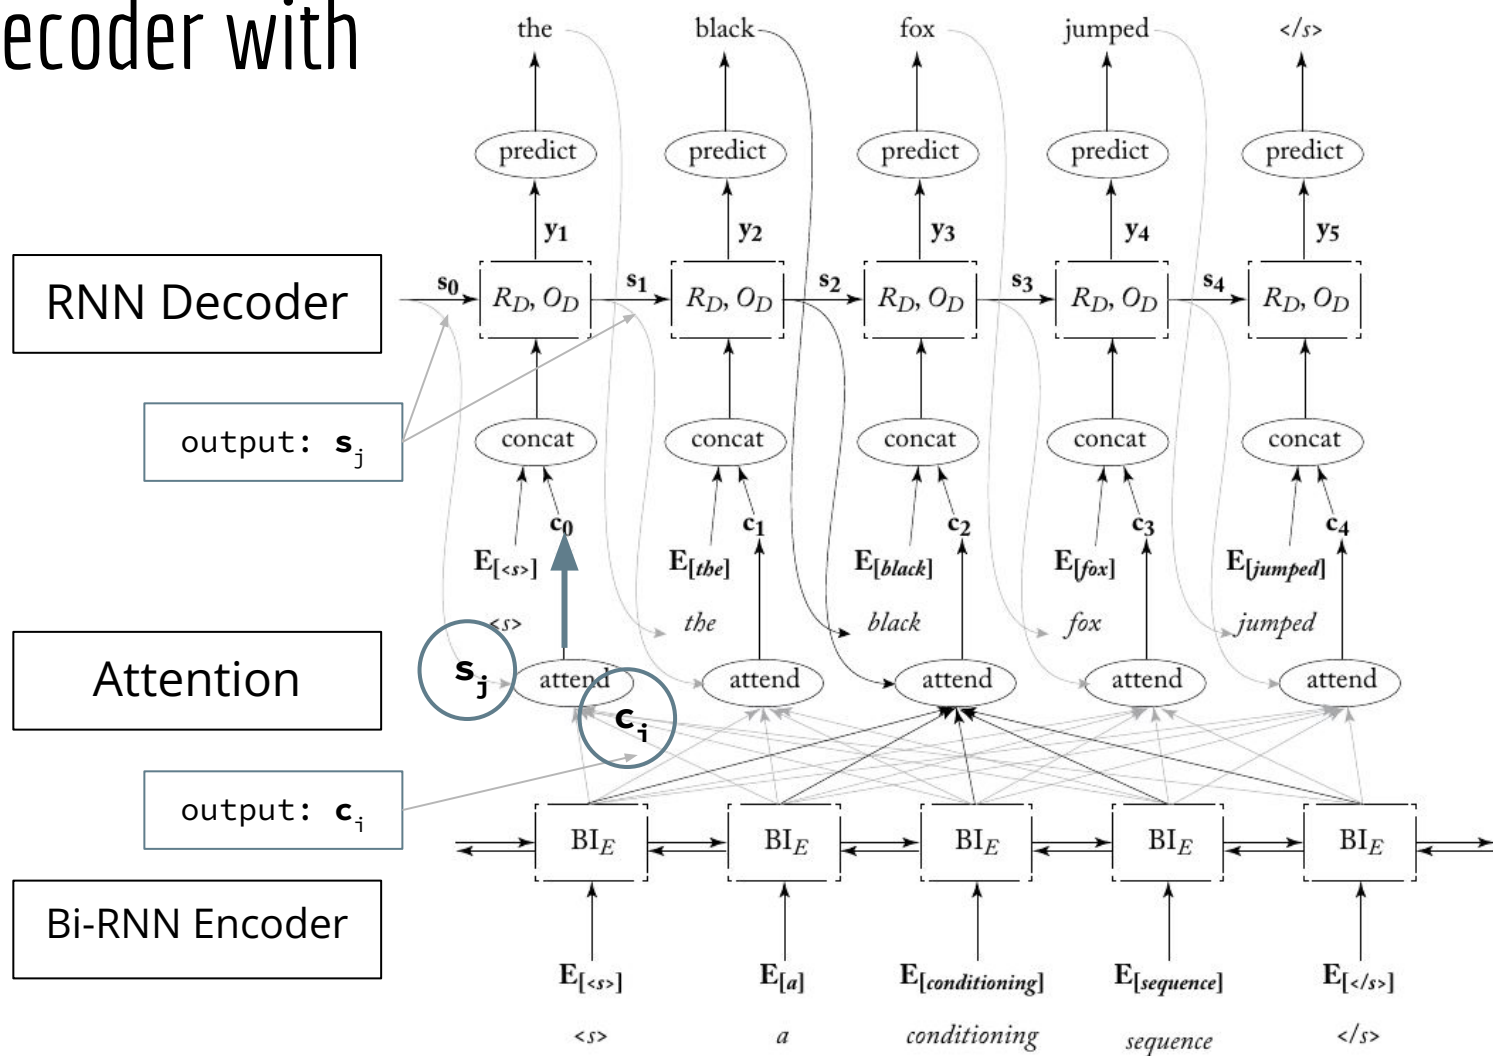 ecoder with
the black fox jumped </s>
predict predict predict predict predict
y1 y2 y3 y4 y5
RNN Decoder
s0 s1 s2 s3 s4
RD, OD RD, OD RD, OD RD, OD RD, OD
output: sj
concat concat concat concat concat
c0 c1 c2 c3 c4
E[<s>] E[the] E[black] E[fox] E[jumped]
<s> the black fox jumped
Attention
sj
attend attend attend attend attend
ci
output: ci
BIE BIE BIE BIE BIE
Bi-RNN Encoder
E[<s>] E[a] E[conditioning] E[sequence] E[</s>]
<s> a conditioning sequence </s>